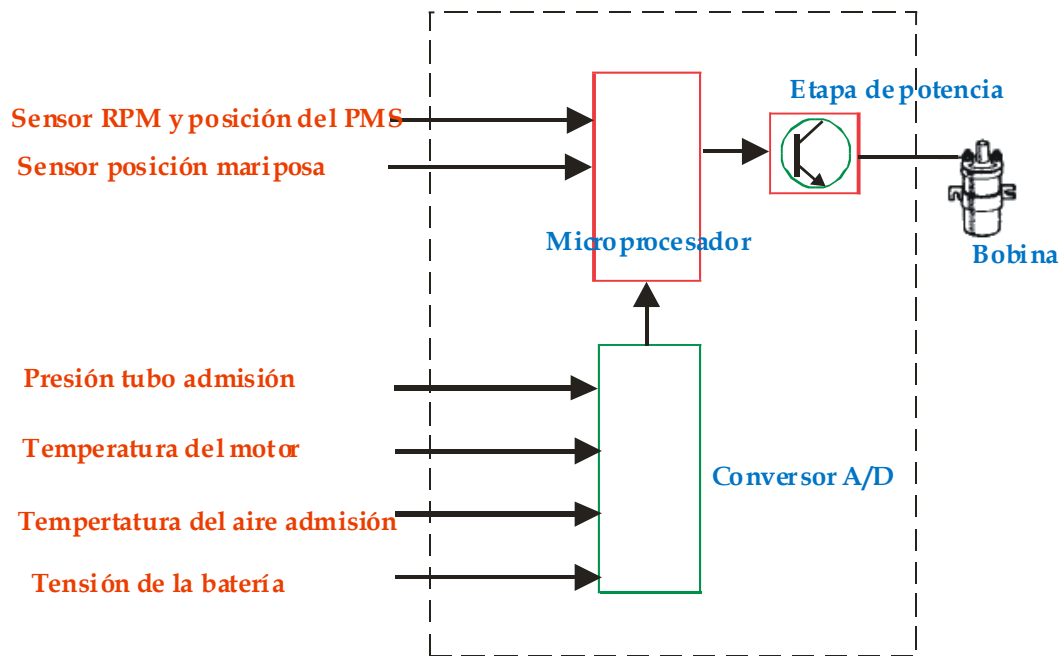 Etapa de potencia
Sensor RPM y posición del PMS
Sensor posición mariposa
Microprocesador
Bobina
Presión tubo admisión
Temperatura del motor
Conversor A/D
Tempertatura del aire admisión
Tensión de la batería